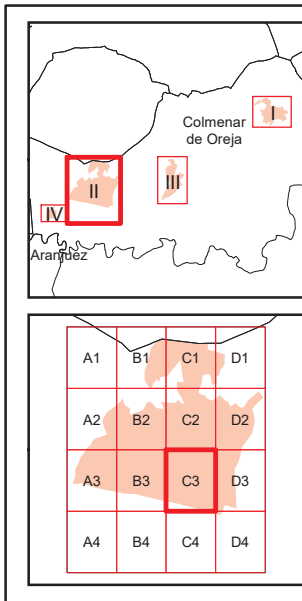 I
Colmenar
de Oreja
II
III
IV
Aranjuez
A1 B1 C1 D1
A2 B2 C2 D2
A3 B3 C3 D3
A4 B4 C4 D4